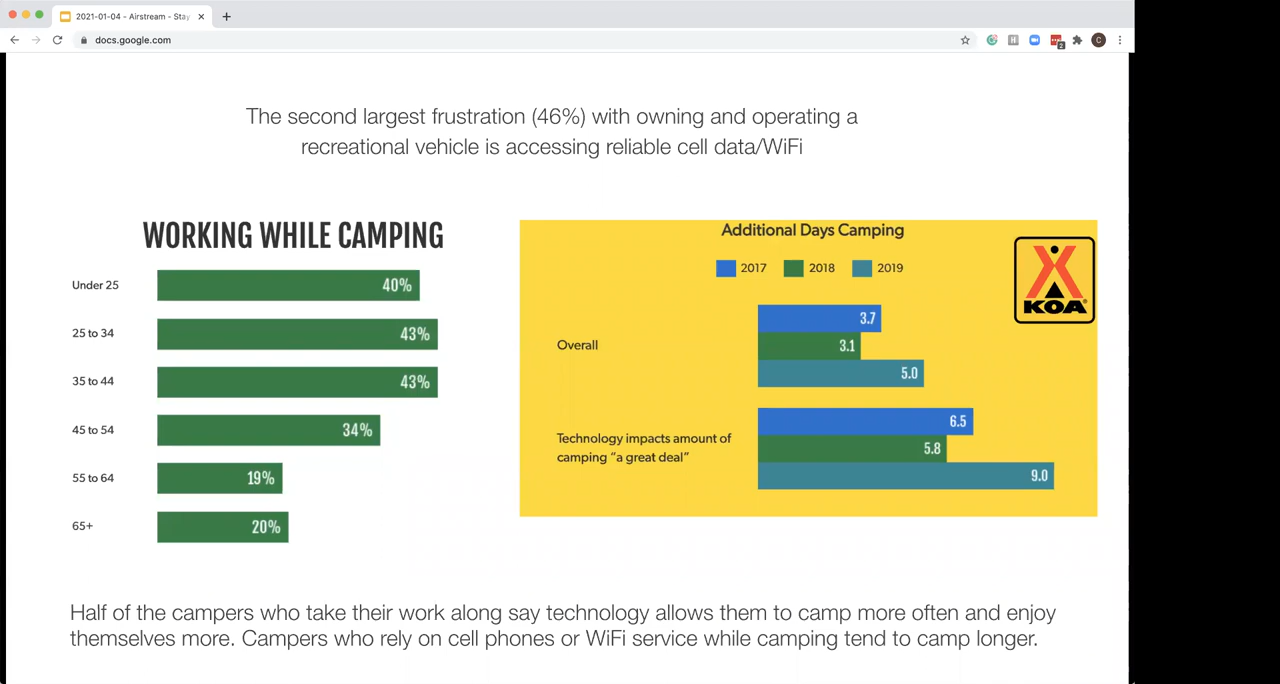 2021-01-04 - Airstream - Stay
docs.google.com
2
C
The second largest frustration (46%) with owning and operating a
recreational vehicle is accessing reliable cell data/WiFi
WORKING WHILE CAMPING
Under 25 40%
25 to 34 43%
35 to 44 43%
45 to 54 34%
55 to 64 19%
65+ 20%
Additional Days Camping
2017 2018 2019
KOA
Overall
3.7
3.1
5.0
Technology impacts amount of
camping “a great deal”
6.5
5.8
9.0
Half of the campers who take their work along say technology allows them to camp more often and enjoy
themselves more. Campers who rely on cell phones or WiFi service while camping tend to camp longer.